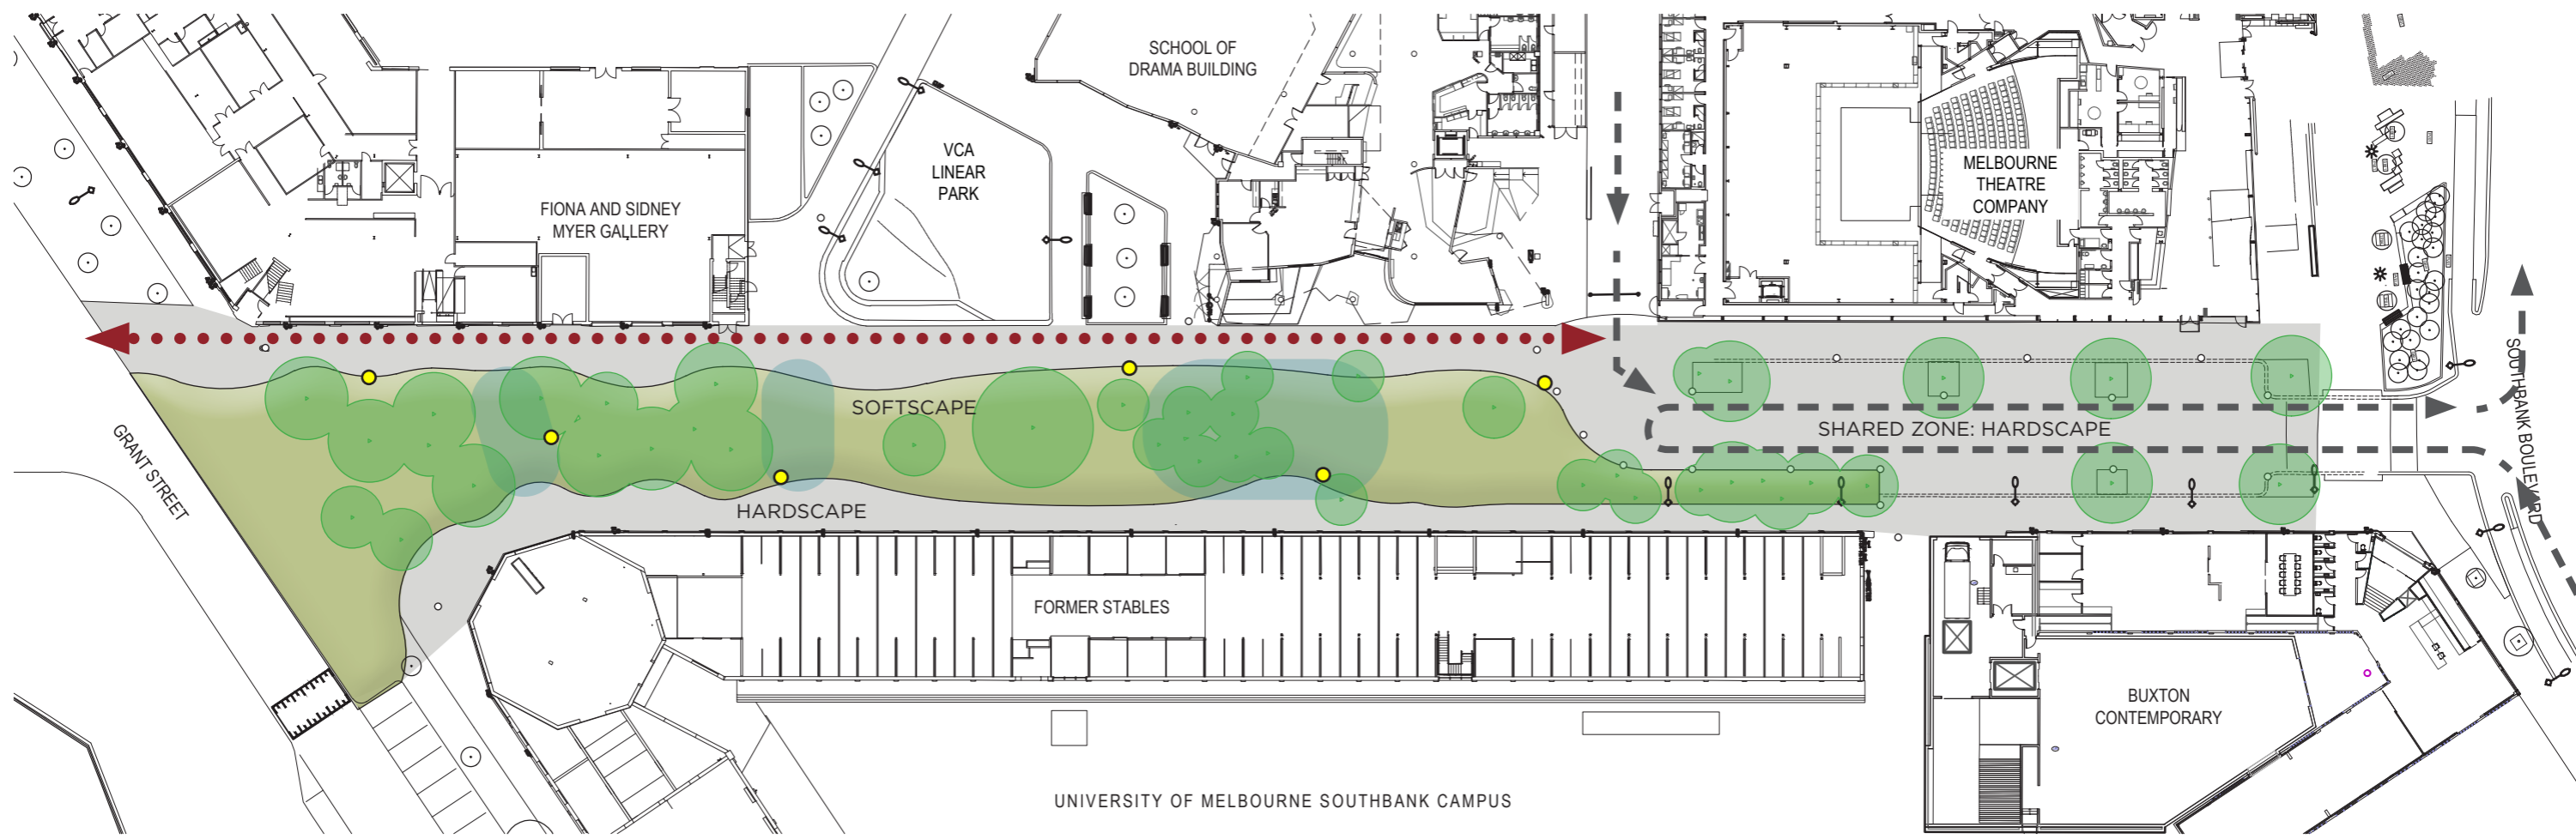 SCHOOL OF
DRAMA BUILDING
VCA
LINEAR
PARK
MELBOURNE
THEATRE
COMPANY
FIONA AND SIDNEY
MYER GALLERY
SOFTSCAPE
SHARED ZONE: HARDSCAPE
SOUTHBANK BOULEVARD
GRANT STREET
HARDSCAPE
FORMER STABLES
BUXTON
CONTEMPORARY
UNIVERSITY OF MELBOURNE SOUTHBANK CAMPUS